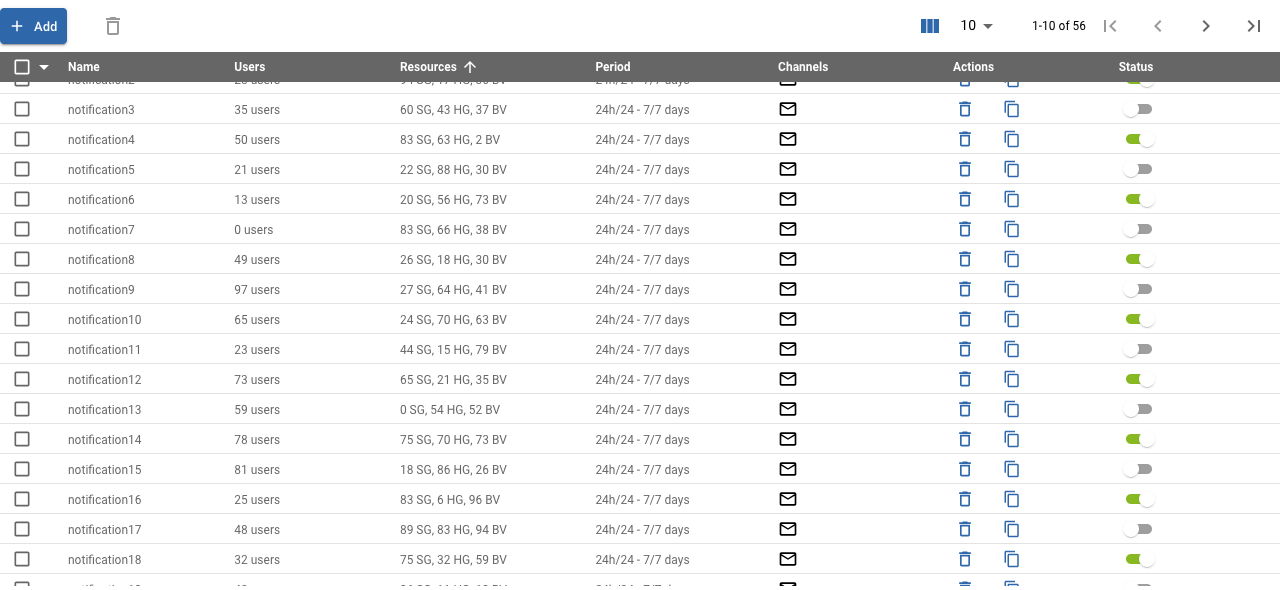 Add
10
1-10 of 56
Name Users Resources Period Channels Actions Status
notification3 35 users 60 SG, 43 HG, 37 BV 24h/24 - 7/7 days
notification4 50 users 83 SG, 63 HG, 2 BV 24h/24 - 7/7 days
notification5 21 users 22 SG, 88 HG, 30 BV 24h/24 - 7/7 days
notification6 13 users 20 SG, 56 HG, 73 BV 24h/24 - 7/7 days
notification7 0 users 83 SG, 66 HG, 38 BV 24h/24 - 7/7 days
notification8 49 users 26 SG, 18 HG, 30 BV 24h/24 - 7/7 days
notification9 97 users 27 SG, 64 HG, 41 BV 24h/24 - 7/7 days
notification10 65 users 24 SG, 70 HG, 63 BV 24h/24 - 7/7 days
notification11 23 users 44 SG, 15 HG, 79 BV 24h/24 - 7/7 days
notification12 73 users 65 SG, 21 HG, 35 BV 24h/24 - 7/7 days
notification13 59 users 0 SG, 54 HG, 52 BV 24h/24 - 7/7 days
notification14 78 users 75 SG, 70 HG, 73 BV 24h/24 - 7/7 days
notification15 81 users 18 SG, 86 HG, 26 BV 24h/24 - 7/7 days
notification16 25 users 83 SG, 6 HG, 96 BV 24h/24 - 7/7 days
notification17 48 users 89 SG, 83 HG, 94 BV 24h/24 - 7/7 days
notification18 32 users 75 SG, 32 HG, 59 BV 24h/24 - 7/7 days